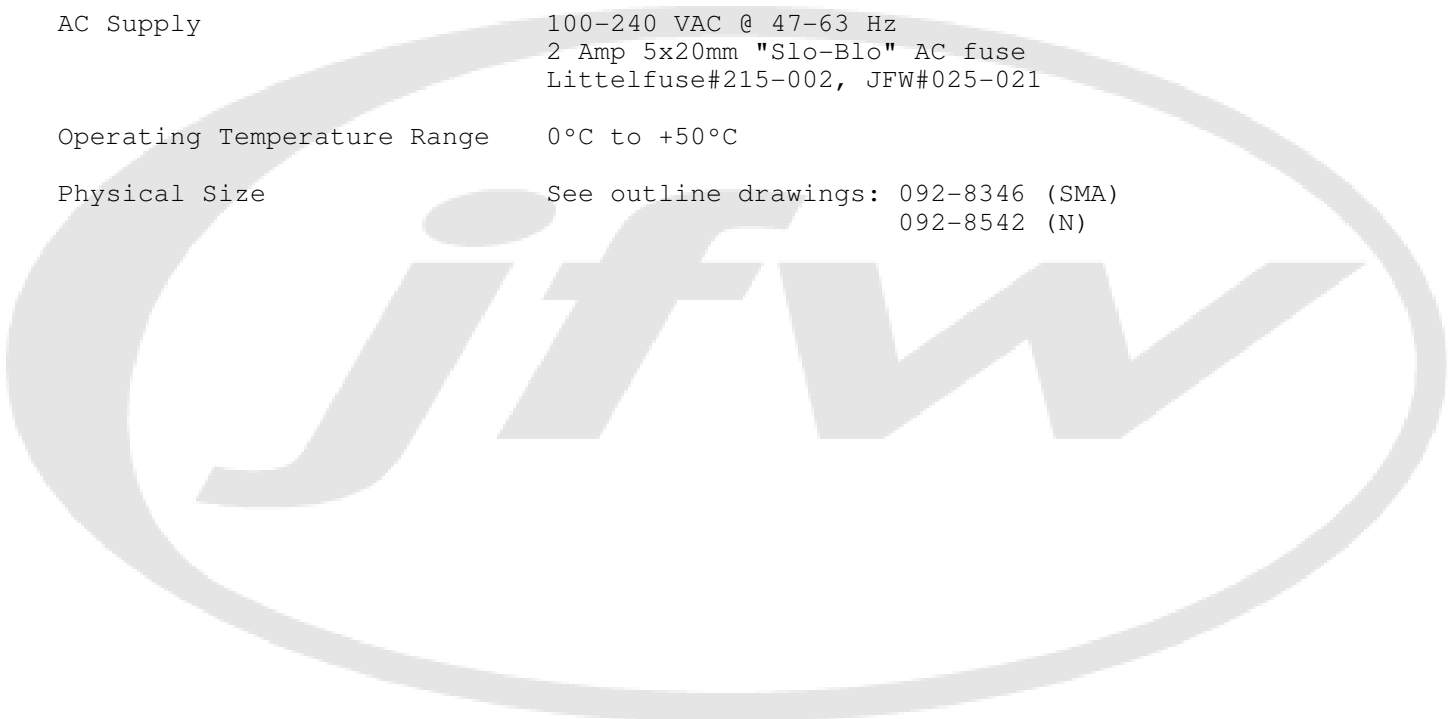 AC Supply 100-240 VAC @ 47-63 Hz
2 Amp 5x20mm "Slo-Blo" AC fuse
Littelfuse#215-002, JFW#025-021
Operating Temperature Range 0°C to +50°C
Physical Size See outline drawings: 092-8346 (SMA)
092-8542 (N)
jfw